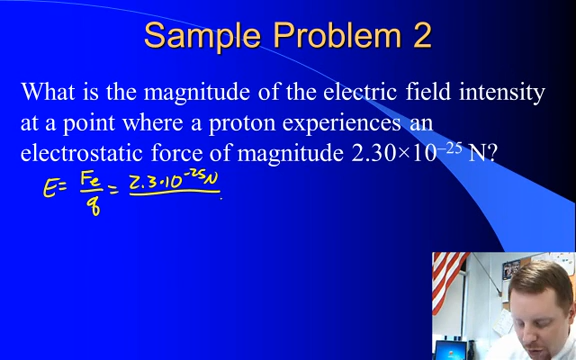 Sample Problem 2
What is the magnitude of the electric field intensity
at a point where a proton experiences an
electrostatic force of magnitude 2.30×10⁻²⁵ N?
E = Fe/q = 2.3·10⁻²⁵N